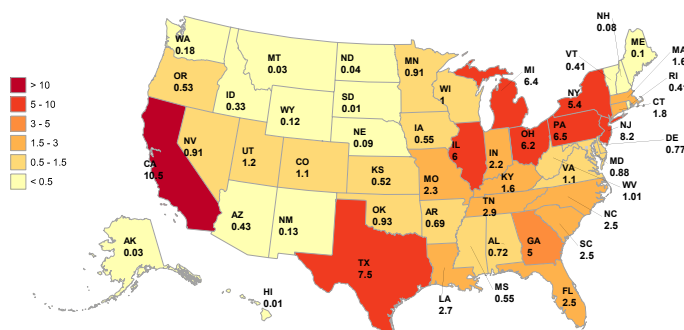 > 10
5 - 10
3 - 5
1.5 - 3
0.5 - 1.5
< 0.5
WA
0.18
OR
0.53
CA
10.5
NV
0.91
ID
0.33
MT
0.03
WY
0.12
UT
1.2
CO
1.1
AZ
0.43
NM
0.13
ND
0.04
SD
0.01
NE
0.09
KS
0.52
OK
0.93
TX
7.5
MN
0.91
IA
0.55
MO
2.3
AR
0.69
LA
2.7
WI
1
IL
6
MI
6.4
IN
2.2
OH
6.2
KY
1.6
TN
2.9
MS
0.55
AL
0.72
GA
5
FL
2.5
SC
2.5
NC
2.5
VA
1.1
WV
1.01
MD
0.88
DE
0.77
PA
6.5
NJ
8.2
NY
5.4
CT
1.8
RI
MA
VT
0.41
NH
0.08
ME
0.1
AK
0.03
HI
0.01